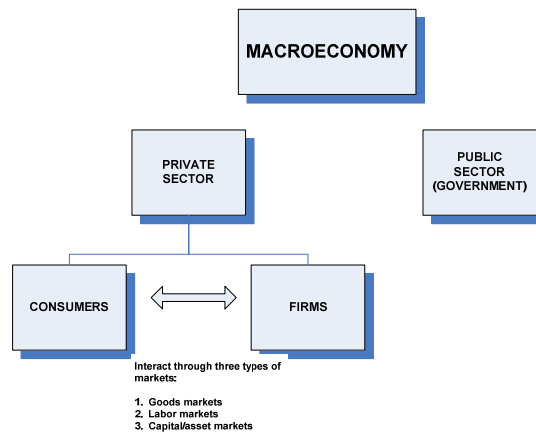 MACROECONOMY
PRIVATE
SECTOR
PUBLIC
SECTOR
(GOVERNMENT)
CONSUMERS
FIRMS
Interact through three types of
markets:
1. Goods markets
2. Labor markets
3. Capital/asset markets